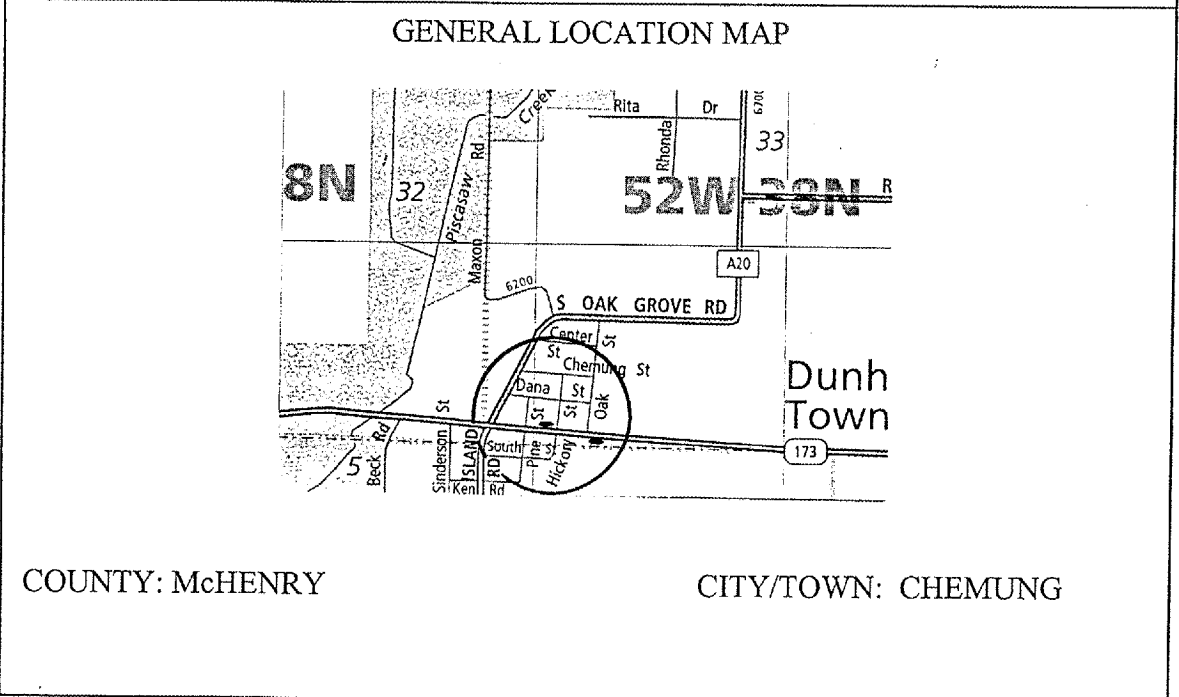 GENERAL LOCATION MAP
Creek
Rita Dr
6700
Rhonda
33
8N
32
52W 38N
R
Piscasaw
Maxon Rd
A20
6200
S OAK GROVE RD
Center St
St
Chemung St
Dana St
Dunh
Town
St
St
Oak
Sinderson St
ISLAND RD
South S
Pine
Hickory
173
5
Beck Rd
Ken Rd
COUNTY: McHENRY
CITY/TOWN: CHEMUNG